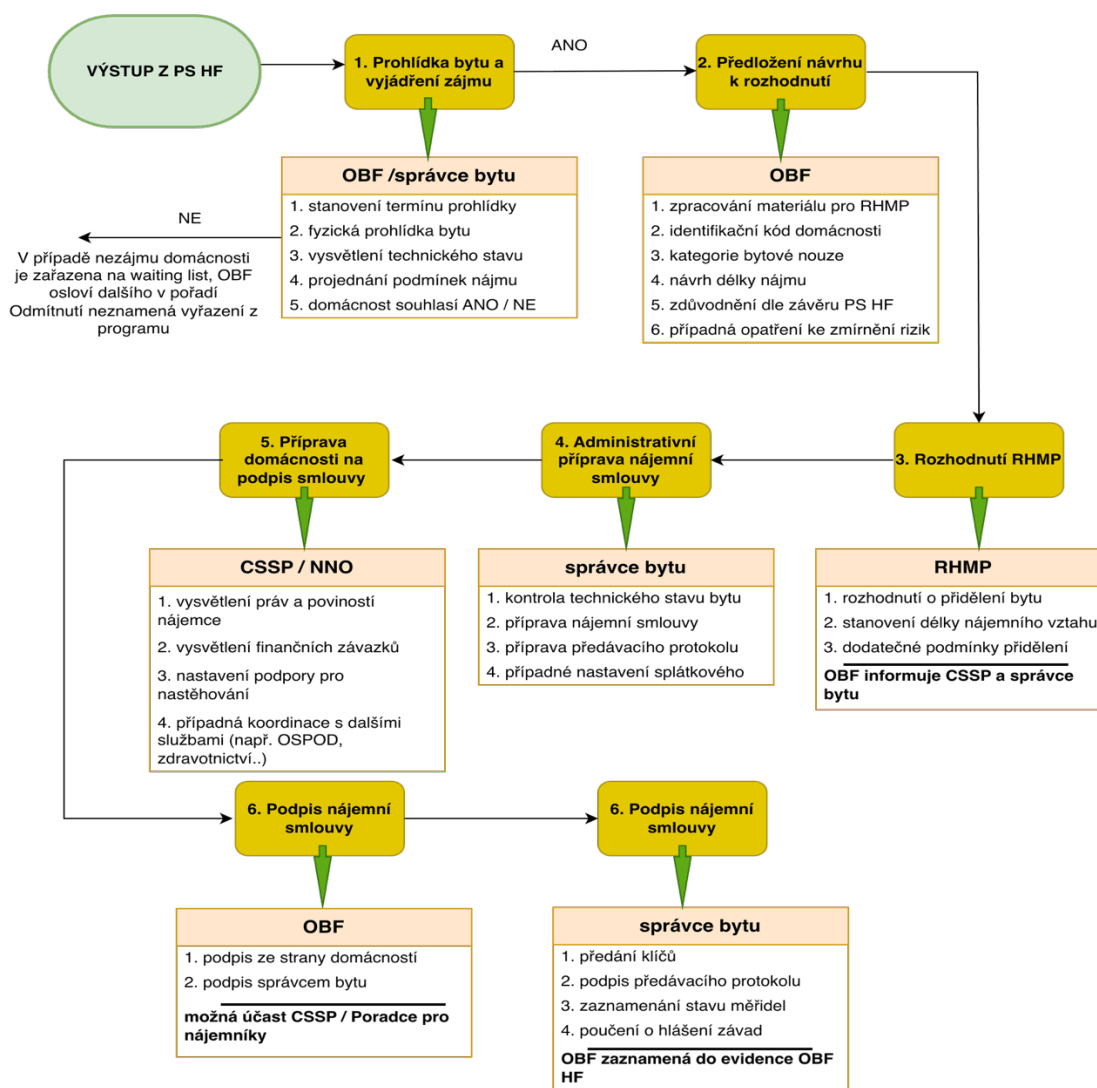 VÝSTUP Z PS HF
1. Prohlídka bytu a
vyjádření zájmu
ANO
2. Předložení návrhu
k rozhodnutí
OBF /správce bytu
1. stanovení termínu prohlídky
2. fyzická prohlídka bytu
3. vysvětlení technického stavu
4. projednání podmínek nájmu
5. domácnost souhlasí ANO / NE
NE
V případě nezájmu domácnosti
je zařazena na waiting list, OBF
osloví dalšího v pořadí
Odmítnutí neznamená vyřazení z
programu
OBF
1. zpracování materiálu pro RHMP
2. identifikační kód domácnosti
3. kategorie bytové nouze
4. návrh délky nájmu
5. zdůvodnění dle závěru PS HF
6. případná opatření ke zmírnění rizik
5. Příprava
domácnosti na
podpis smlouvy
4. Administrativní
příprava nájemní
smlouvy
3. Rozhodnutí RHMP
CSSP / NNO
1. vysvětlení práv a poviností
nájemce
2. vysvětlení finančních závazků
3. nastavení podpory pro
nastěhování
4. případná koordinace s dalšími
službami (např. OSPOD,
zdravotnictví..)
správce bytu
1. kontrola technického stavu bytu
2. příprava nájemní smlouvy
3. příprava předávacího protokolu
4. případné nastavení splátkového
RHMP
1. rozhodnutí o přidělení bytu
2. stanovení délky nájemního vztahu
3. dodatečné podmínky přidělení
OBF informuje CSSP a správce
bytu
6. Podpis nájemní
smlouvy
6. Podpis nájemní
smlouvy
OBF
1. podpis ze strany domácností
2. podpis správcem bytu
možná účast CSSP / Poradce pro
nájemníky
správce bytu
1. předání klíčů
2. podpis předávacího protokolu
3. zaznamenání stavu měřidel
4. poučení o hlášení závad
OBF zaznamená do evidence OBF
HF